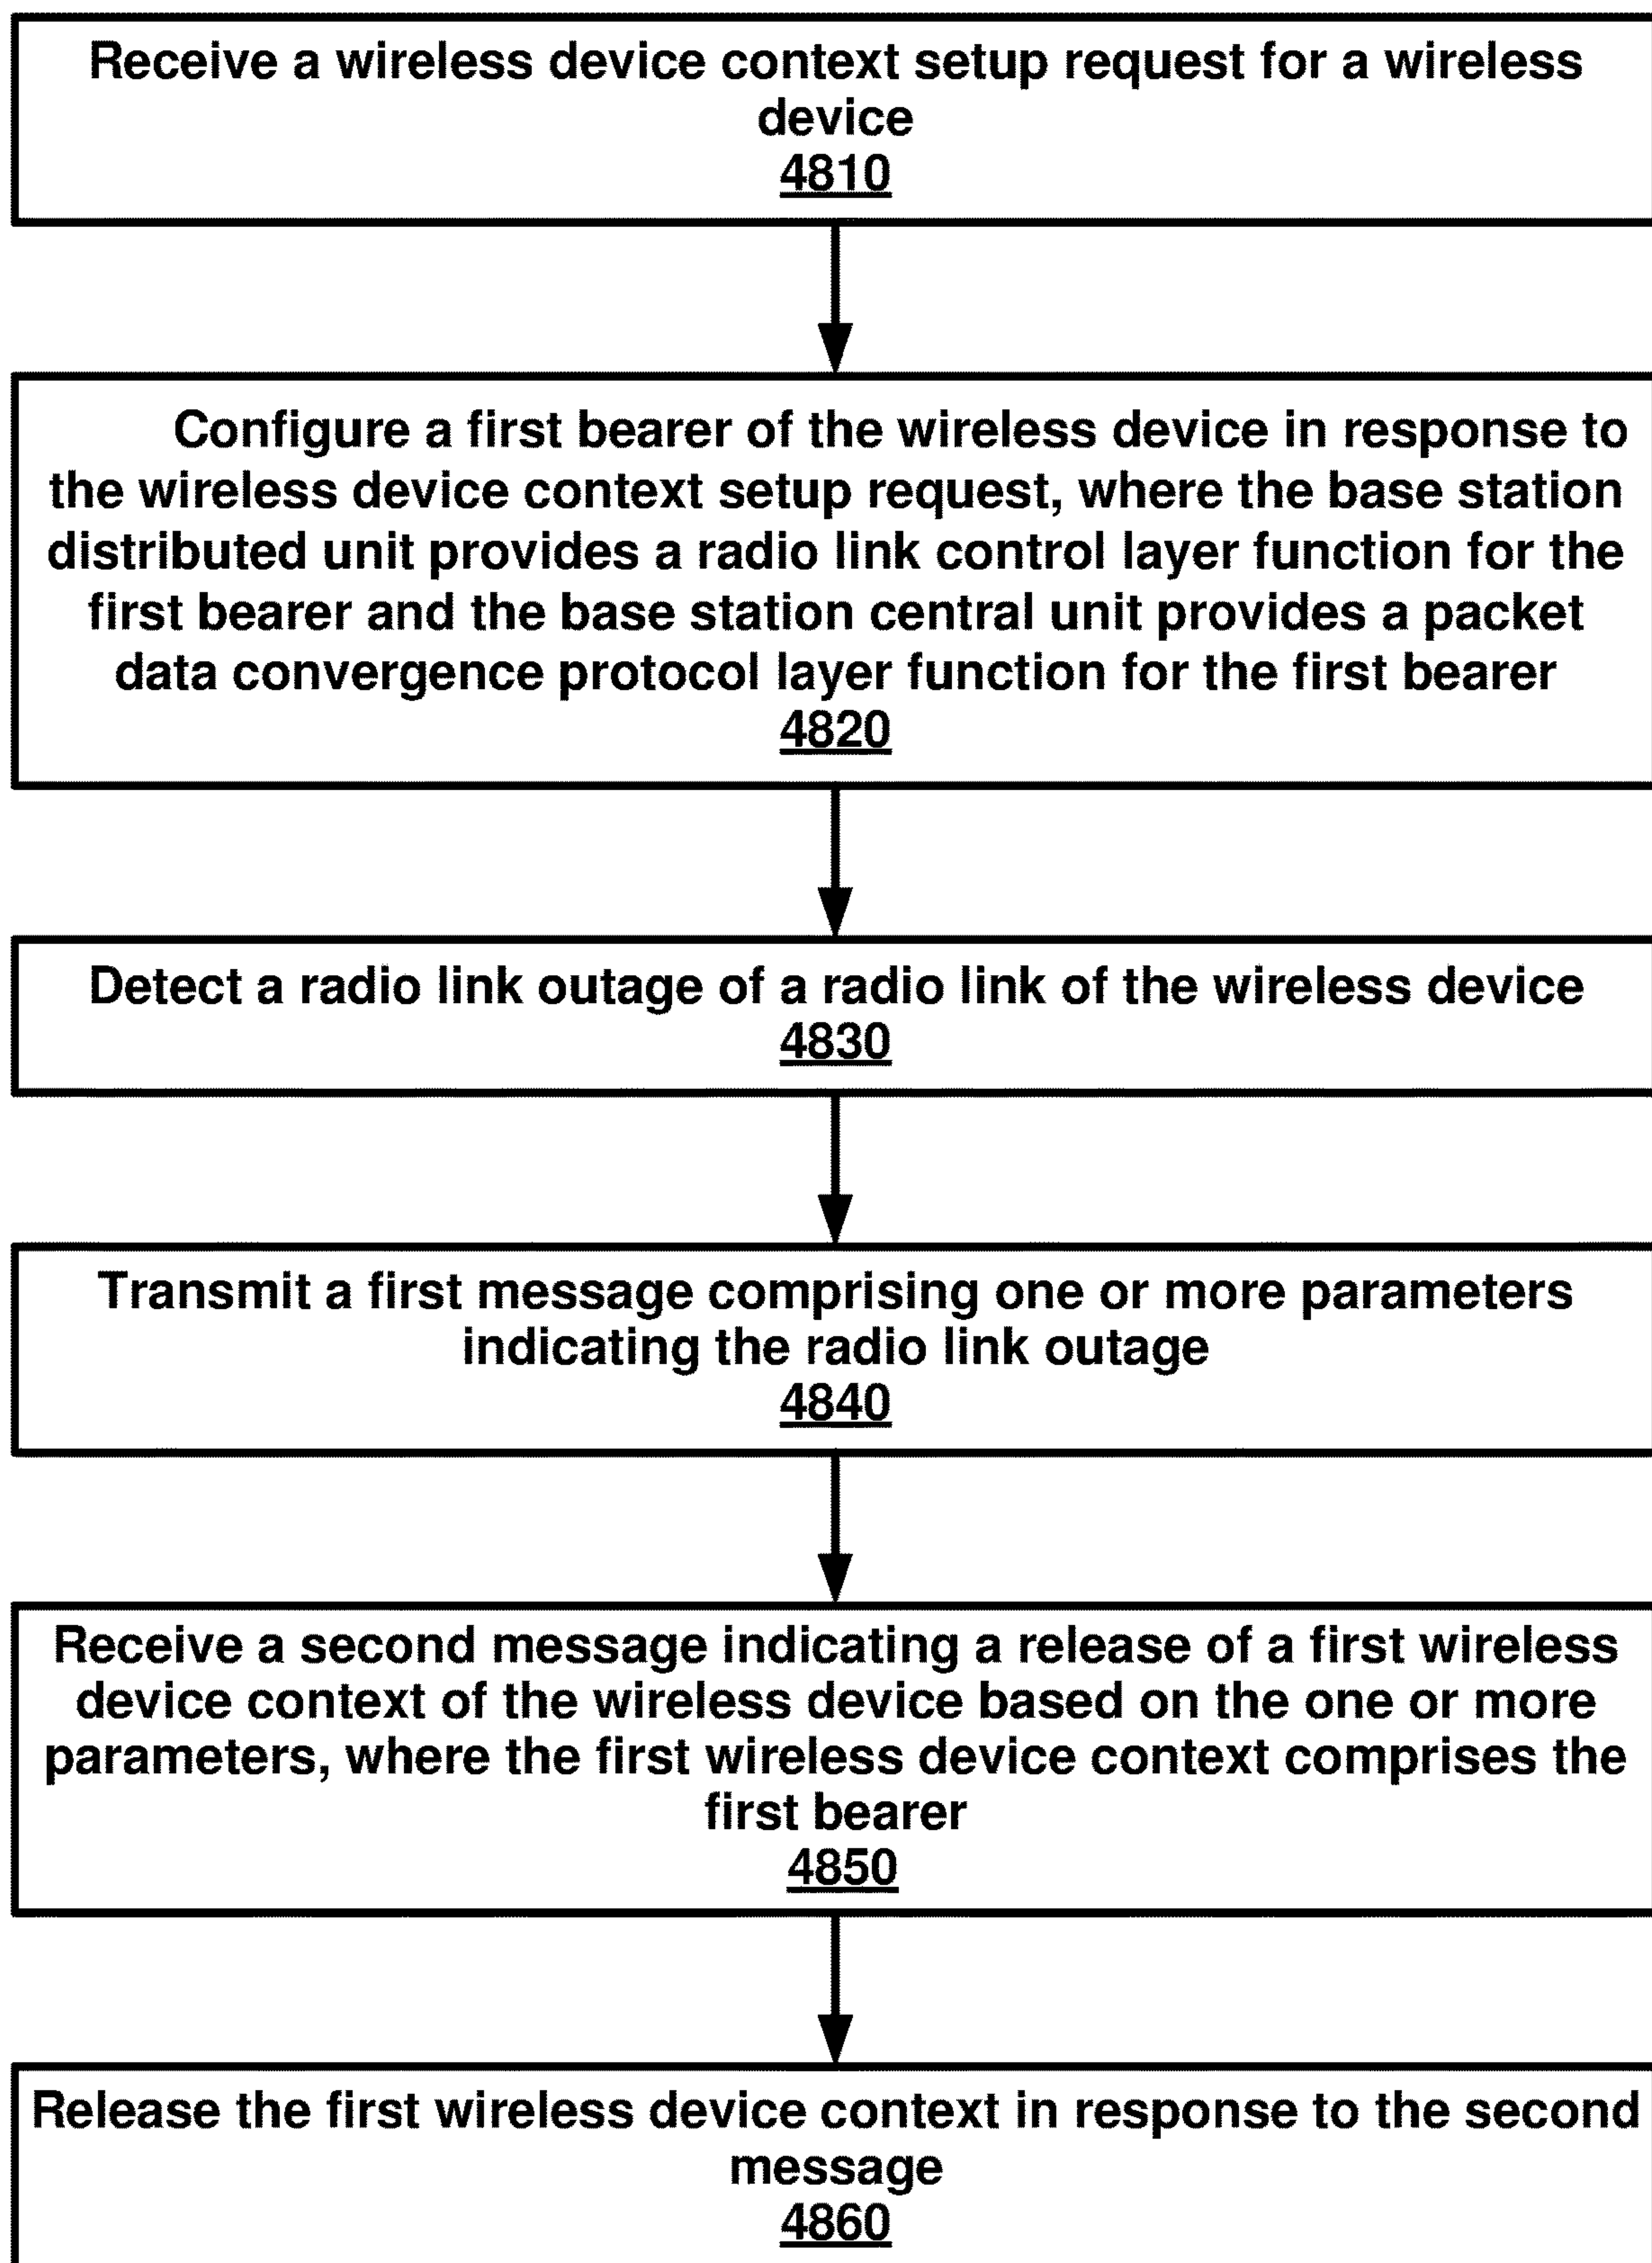 Receive a wireless device context setup request for a wireless
device
4810
Configure a first bearer of the wireless device in response to
the wireless device context setup request, where the base station
distributed unit provides a radio link control layer function for the
first bearer and the base station central unit provides a packet
data convergence protocol layer function for the first bearer
4820
Detect a radio link outage of a radio link of the wireless device
4830
Transmit a first message comprising one or more parameters
indicating the radio link outage
4840
Receive a second message indicating a release of a first wireless
device context of the wireless device based on the one or more
parameters, where the first wireless device context comprises the
first bearer
4850
Release the first wireless device context in response to the second
message
4860